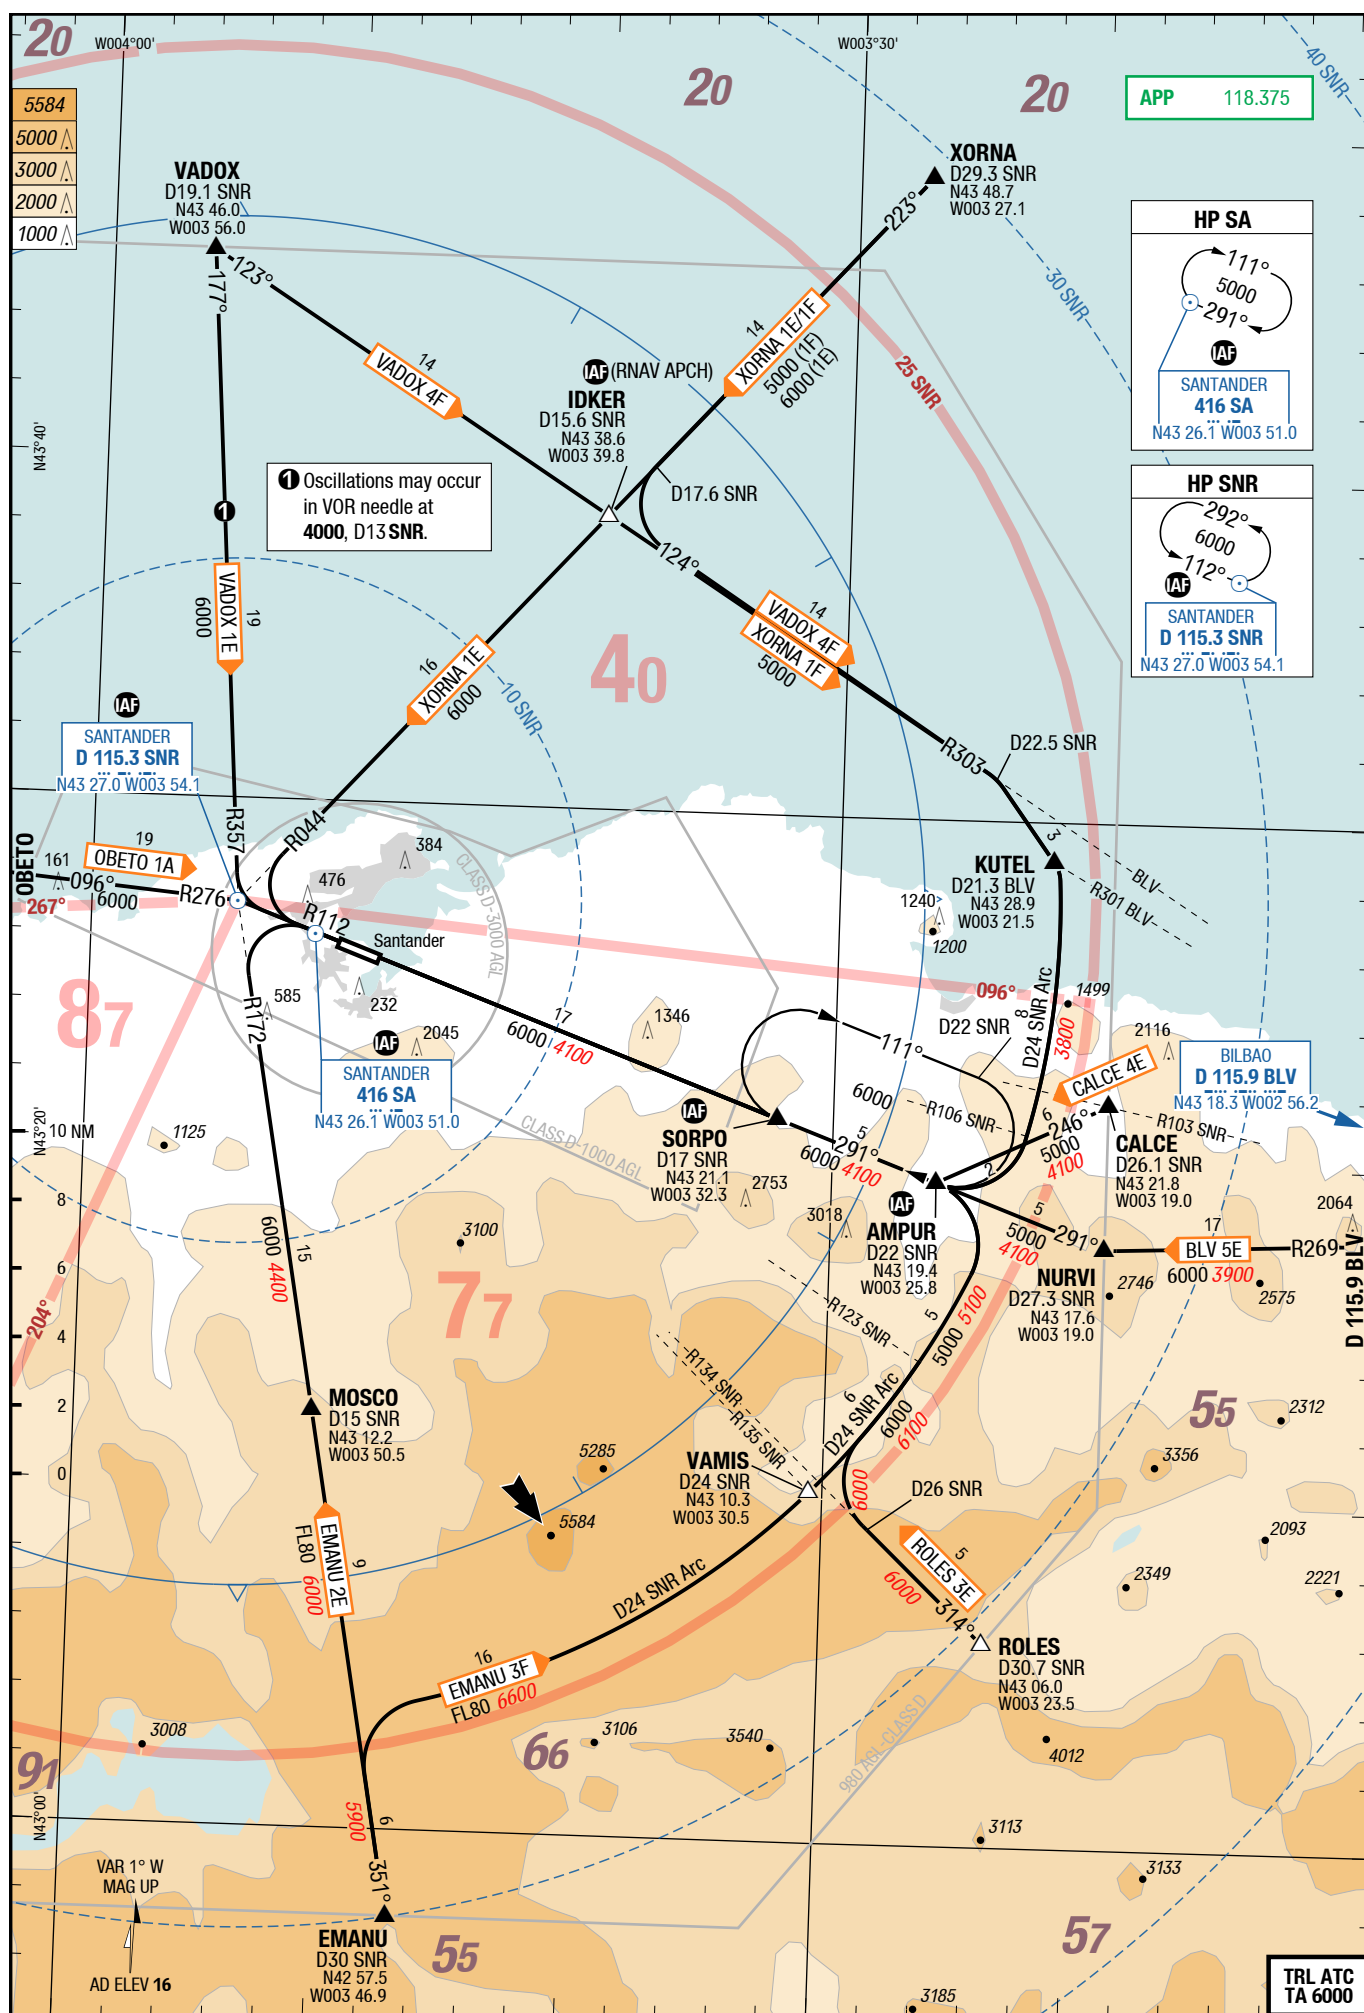 20
W004°00'
W003°30'
40 SNR
20
20
APP 118.375
5584
5000
3000
2000
1000
VADOX
D19.1 SNR
N43 46.0
W003 56.0
XORNA
D29.3 SNR
N43 48.7
W003 27.1
223°
30 SNR
HP SA
111°
5000
291°
IAF
SANTANDER
416 SA
N43 26.1 W003 51.0
123°
177°
14
VADOX 4F
14
XORNA 1E/1F
5000 (1F)
6000 (1E)
25 SNR
IAF (RNAV APCH)
IDKER
D15.6 SNR
N43 38.6
W003 39.8
N43°40'
1 Oscillations may occur
in VOR needle at
4000, D13 SNR.
1
D17.6 SNR
HP SNR
292°
6000
112°
IAF
SANTANDER
D 115.3 SNR
N43 27.0 W003 54.1
124°
19
VADOX 1E
6000
14
VADOX 4F
XORNA 1F
5000
16
XORNA 1E
6000
40
10 SNR
IAF
SANTANDER
D 115.3 SNR
N43 27.0 W003 54.1
R303
D22.5 SNR
3
R357
R044
OBETO
19
OBETO 1A
161
096°
6000
R276
267°
384
476
CLASS D-3000 AGL
R112
Santander
KUTEL
D21.3 BLV
N43 28.9
W003 21.5
BLV
R301 BLV
1240
1200
87
585
232
R172
2045
IAF
SANTANDER
416 SA
N43 26.1 W003 51.0
17
6000 4100
1346
096°
1499
D22 SNR
8
D24 SNR Arc
3800
111°
6000
R106 SNR
2116
CALCE 4E
BILBAO
D 115.9 BLV
N43 18.3 W002 56.2
6
246°
5000
4100
R103 SNR
CALCE
D26.1 SNR
N43 21.8
W003 19.0
N43°20'
10 NM
8
6
4
2
0
1125
CLASS D-1000 AGL
IAF
SORPO
D17 SNR
N43 21.1
W003 32.3
5
291°
6000 4100
2
2753
3018
IAF
AMPUR
D22 SNR
N43 19.4
W003 25.8
5
5000
4100
291°
NURVI
D27.3 SNR
N43 17.6
W003 19.0
17
BLV 5E
6000 3900
R269
2064
D 115.9 BLV
2746
2575
3100
15
6000 4400
77
204°
R123 SNR
5
5000 5100
R134 SNR
R135 SNR
6
D24 SNR Arc
6000
6100
55
2312
MOSCO
D15 SNR
N43 12.2
W003 50.5
5285
5584
VAMIS
D24 SNR
N43 10.3
W003 30.5
6000
D26 SNR
3356
2093
9
EMANU 2E
FL80 6000
5
ROLES 3E
6000
314°
2349
2221
D24 SNR Arc
ROLES
D30.7 SNR
N43 06.0
W003 23.5
16
EMANU 3F
FL80 6600
3008
3106
3540
4012
980 AGL-CLASS D
91
66
N43°00'
6
5900
3113
3133
351°
VAR 1° W
MAG UP
EMANU
D30 SNR
N42 57.5
W003 46.9
55
57
AD ELEV 16
3185
TRL ATC
TA 6000